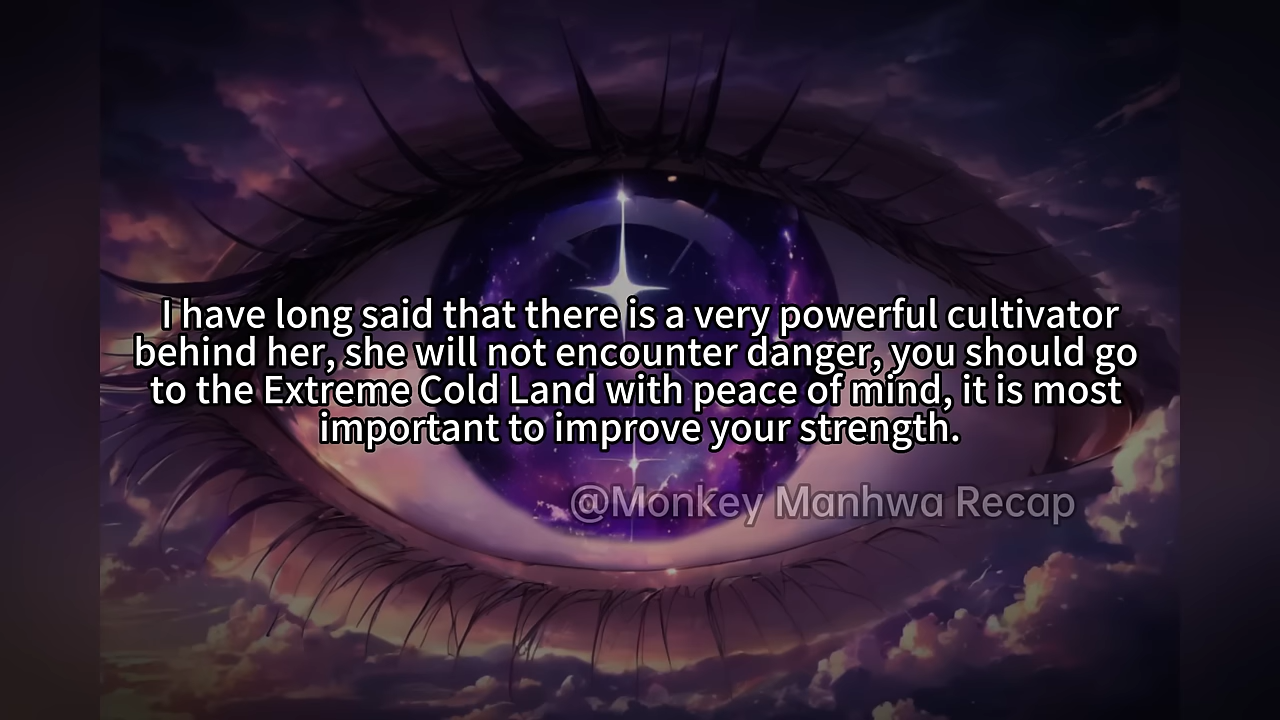 I have long said that there is a very powerful cultivator
behind her, she will not encounter danger, you should go
to the Extreme Cold Land with peace of mind, it is most
important to improve your strength.
@Monkey Manhwa Recap